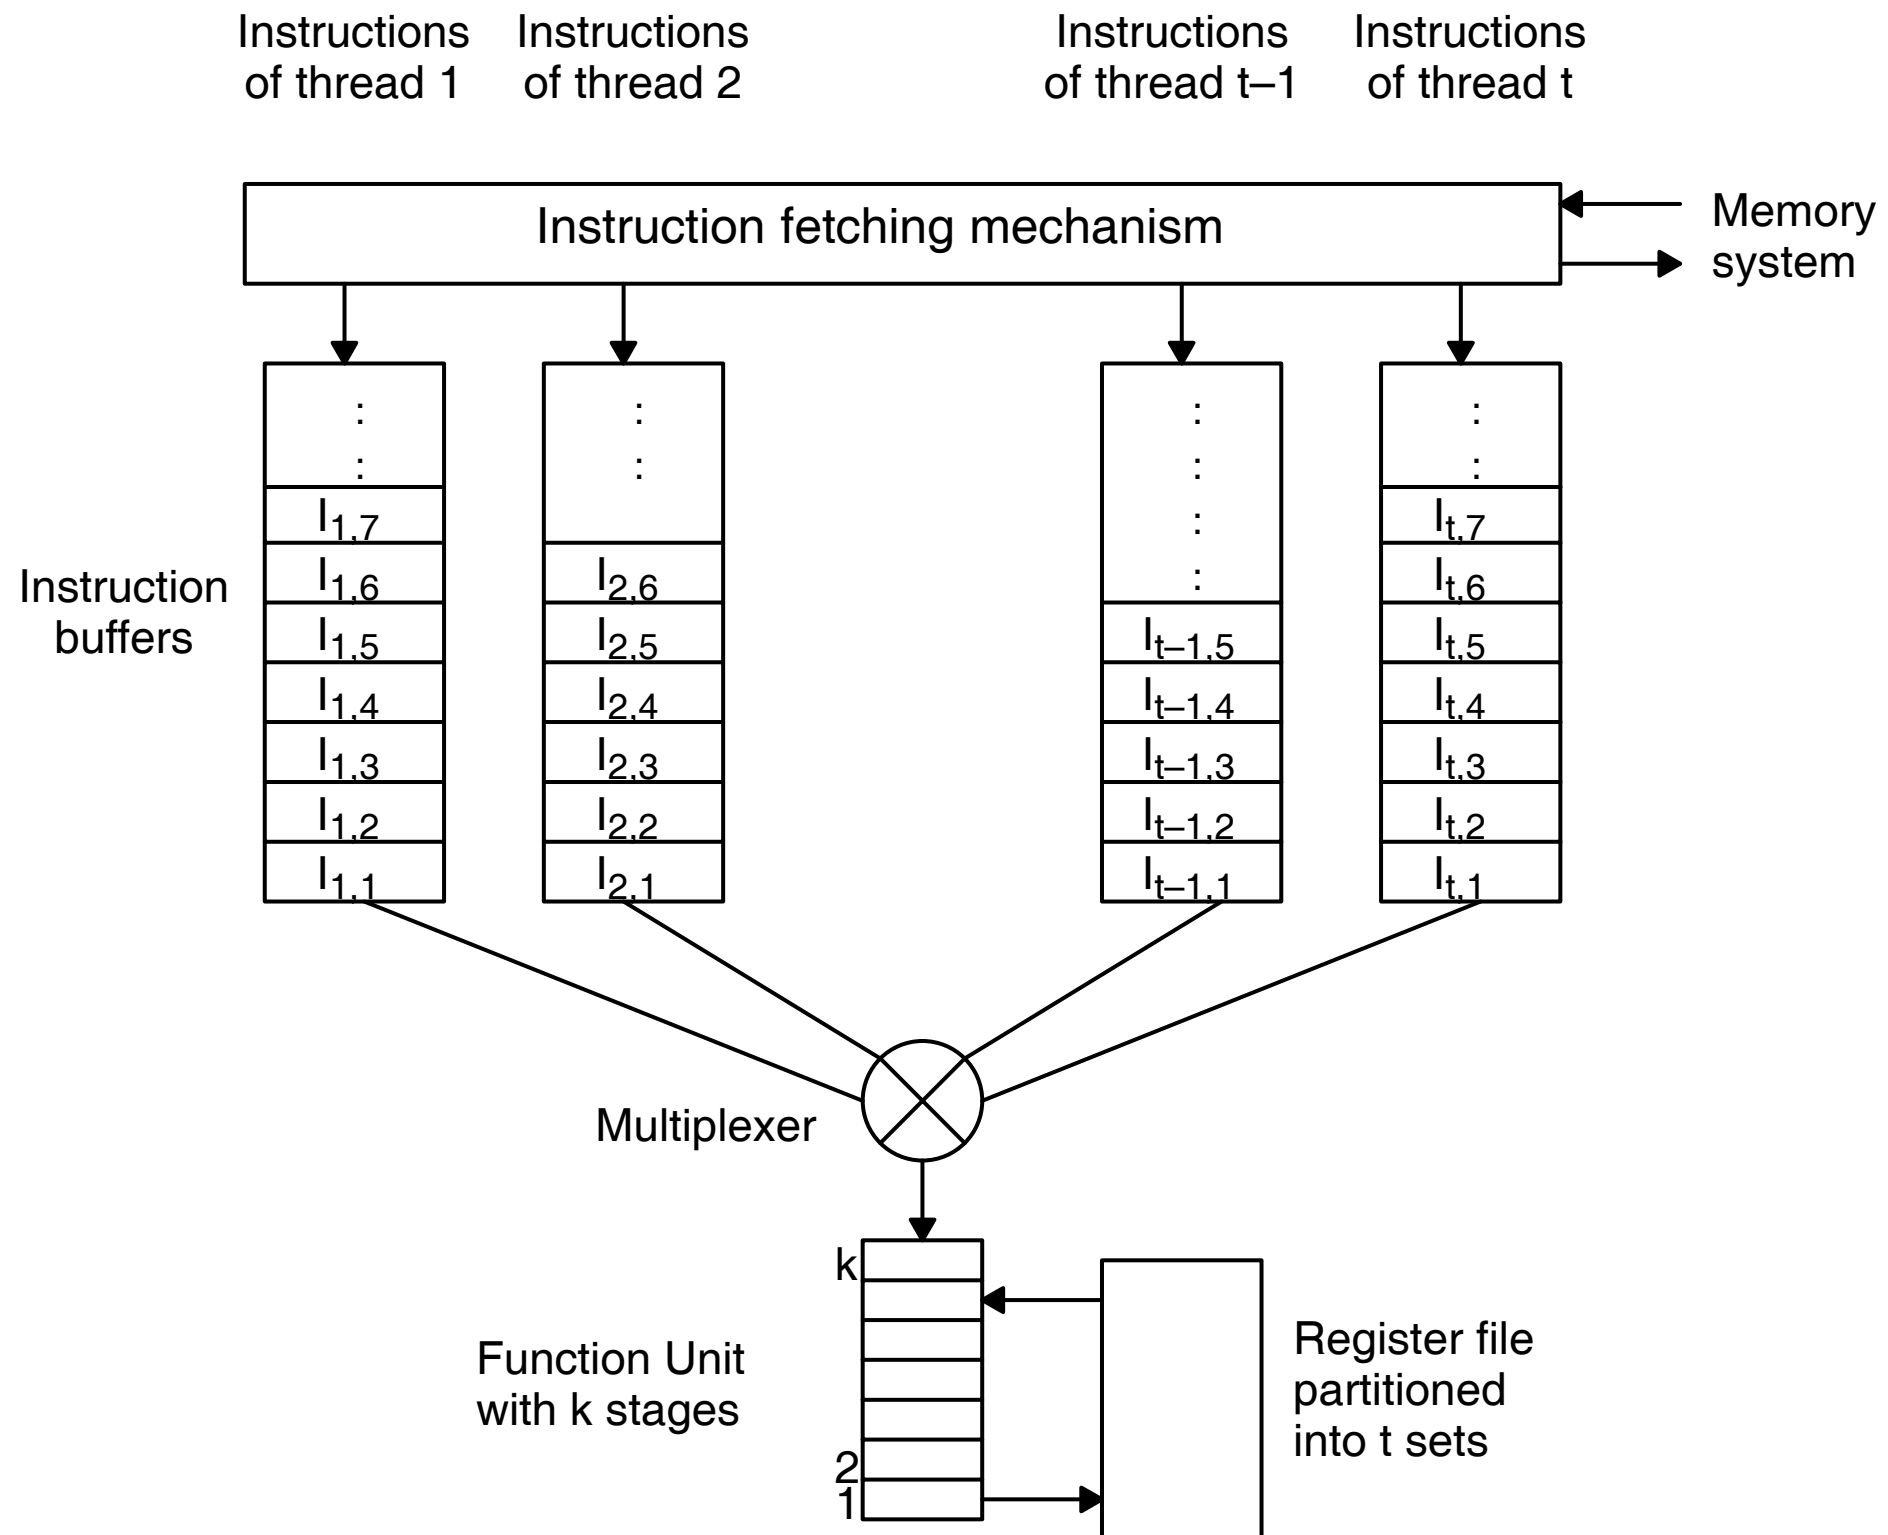 Instructions of thread 1
Instructions of thread 2
Instructions of thread t–1
Instructions of thread t
Instruction fetching mechanism
Memory system
Instruction buffers
:
:
I1,7
I1,6
I1,5
I1,4
I1,3
I1,2
I1,1
:
:
I2,6
I2,5
I2,4
I2,3
I2,2
I2,1
:
:
:
:
It–1,5
It–1,4
It–1,3
It–1,2
It–1,1
:
:
It,7
It,6
It,5
It,4
It,3
It,2
It,1
Multiplexer
k
2
1
Function Unit
with k stages
Register file
partitioned
into t sets